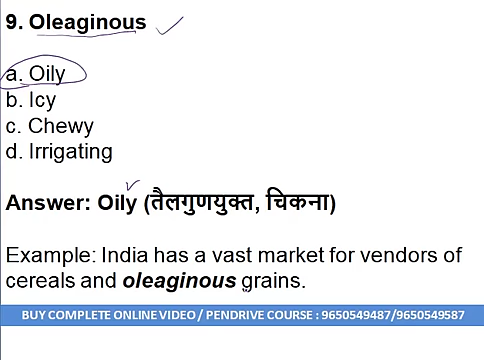 9. Oleaginous
a. Oily
b. Icy
c. Chewy
d. Irrigating
Answer: Oily (तैलगुणयुक्त, चिकना)
Example: India has a vast market for vendors of
cereals and oleaginous grains.
BUY COMPLETE ONLINE VIDEO / PENDRIVE COURSE : 9650549487/9650549587